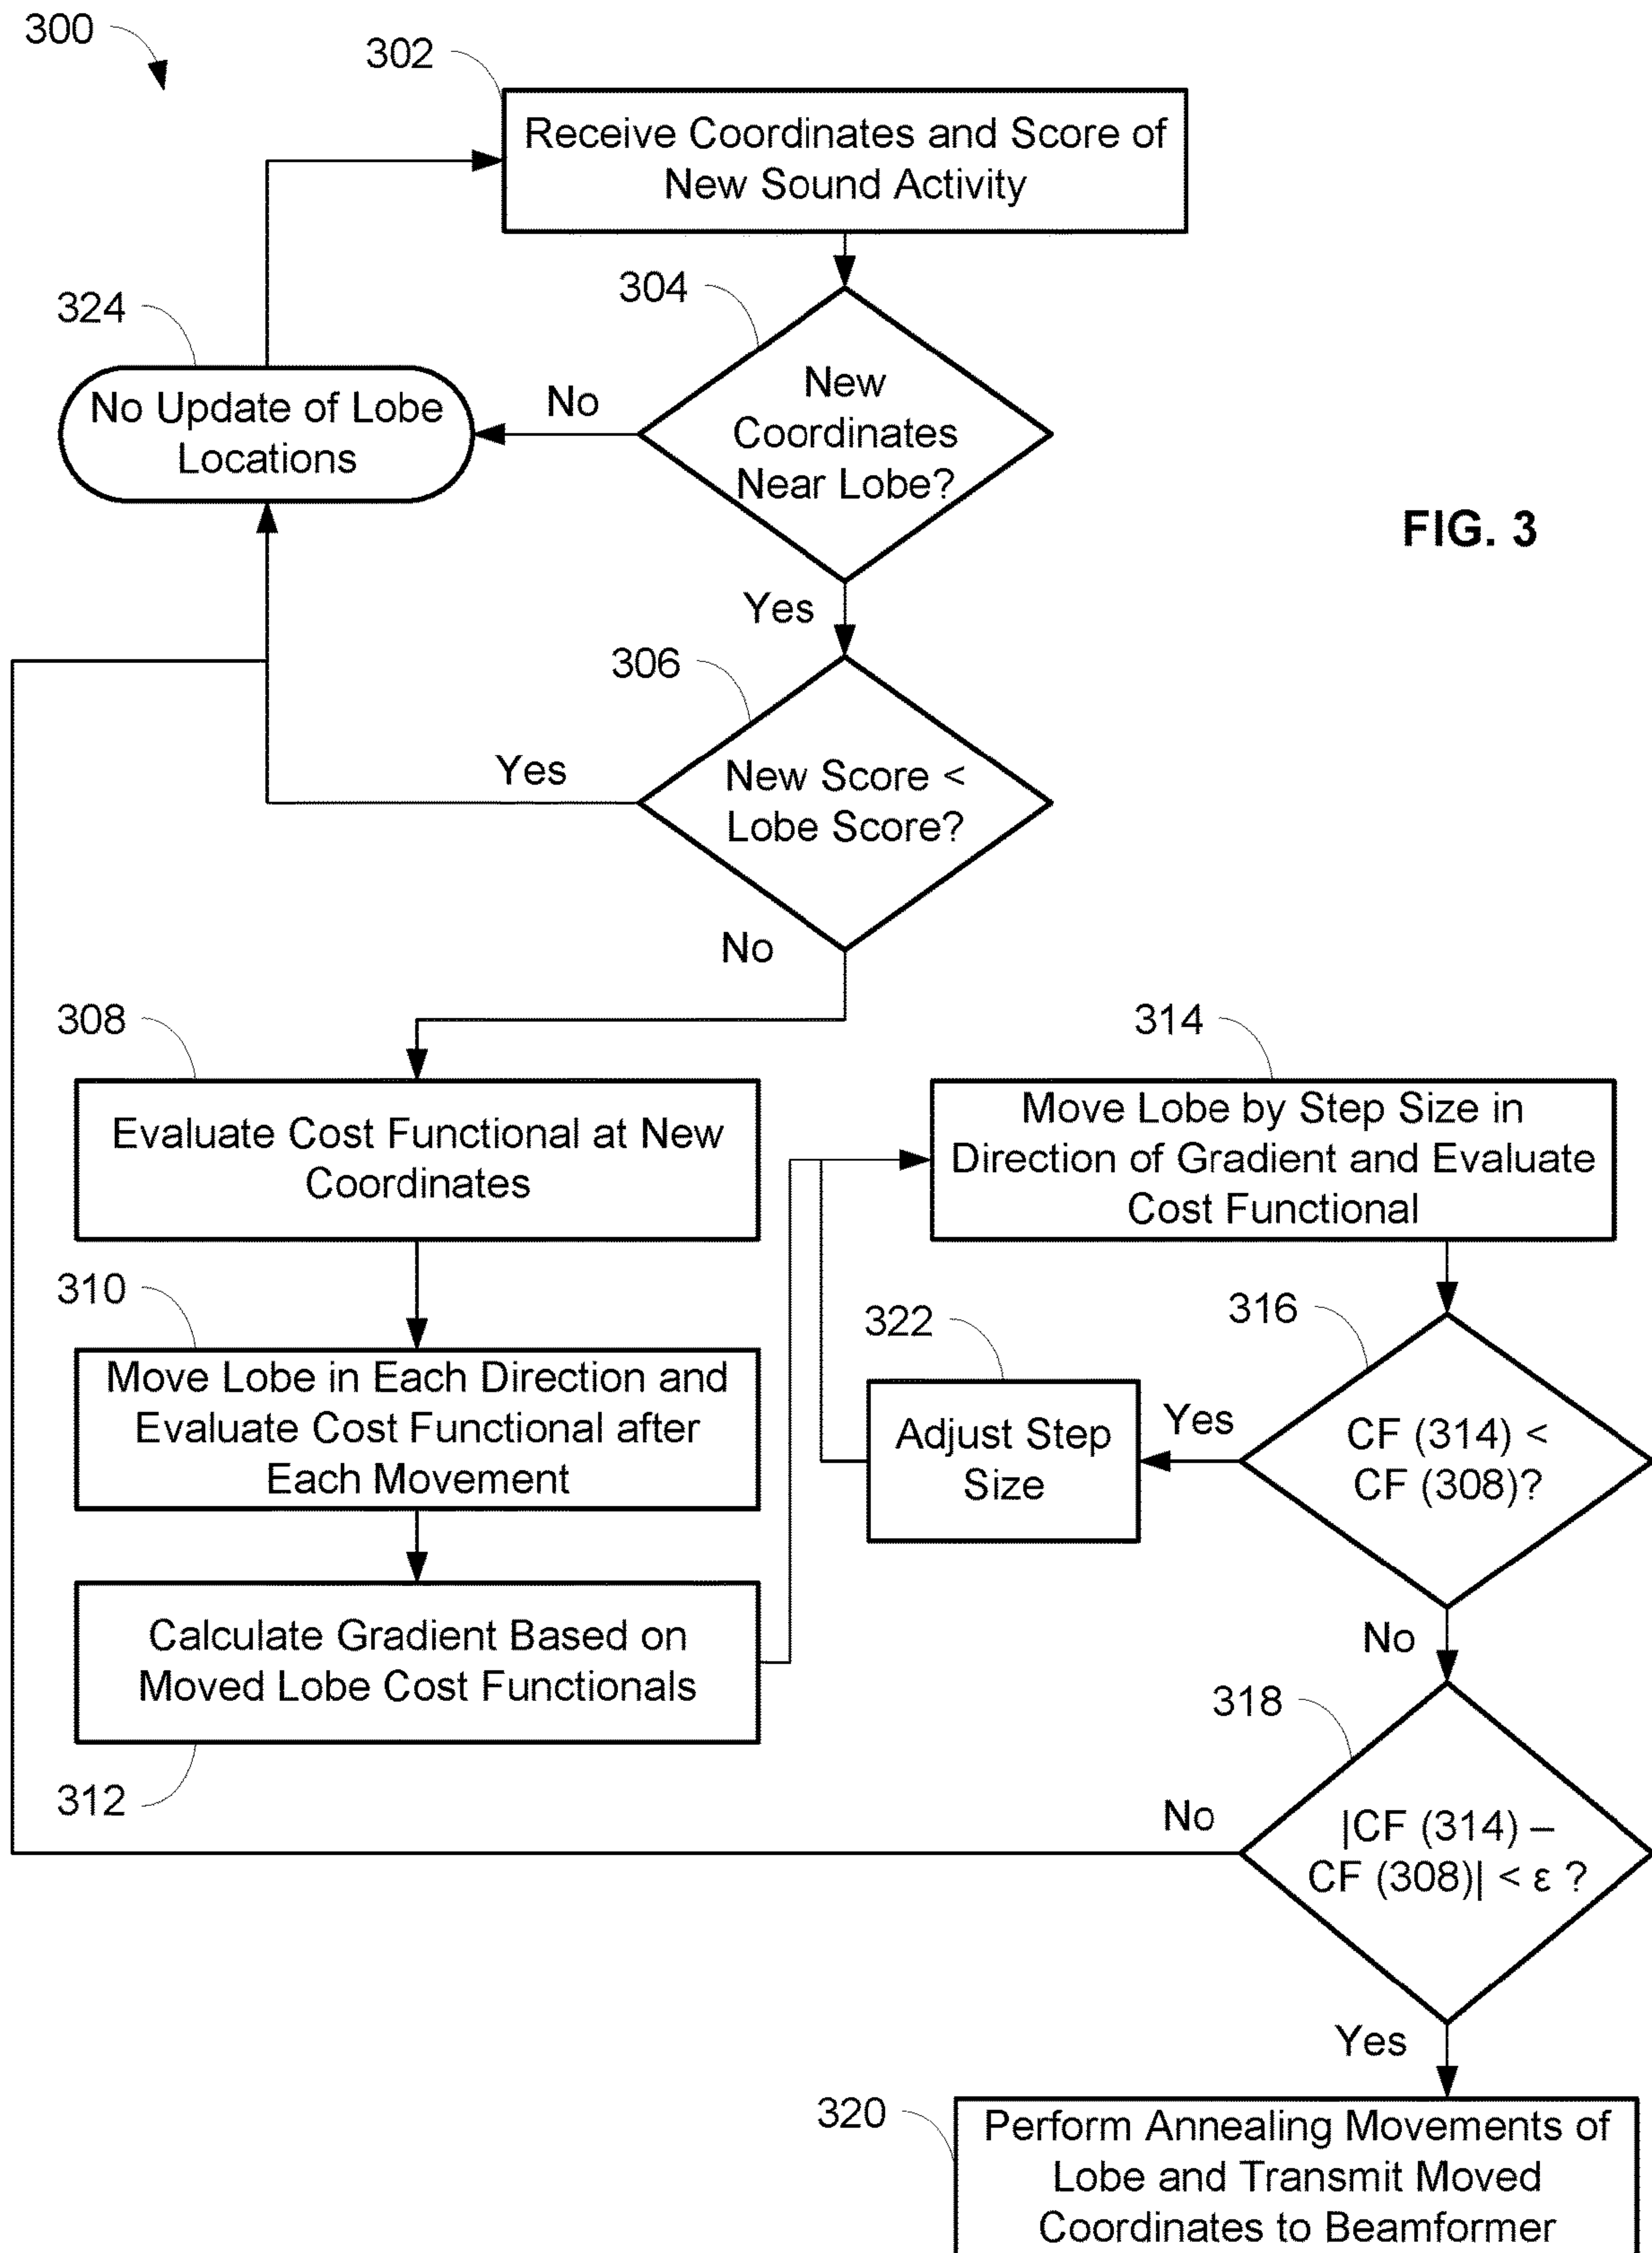 300
302
Receive Coordinates and Score of
New Sound Activity
304
324
New
Coordinates
Near Lobe?
No
No Update of Lobe
Locations
FIG. 3
Yes
306
New Score <
Lobe Score?
Yes
No
308
Evaluate Cost Functional at New
Coordinates
314
Move Lobe by Step Size in
Direction of Gradient and Evaluate
Cost Functional
310
Move Lobe in Each Direction and
Evaluate Cost Functional after
Each Movement
322
Adjust Step
Size
316
Yes
CF (314) <
CF (308)?
No
Calculate Gradient Based on
Moved Lobe Cost Functionals
312
318
No
|CF (314) –
CF (308)| < ε ?
Yes
320
Perform Annealing Movements of
Lobe and Transmit Moved
Coordinates to Beamformer